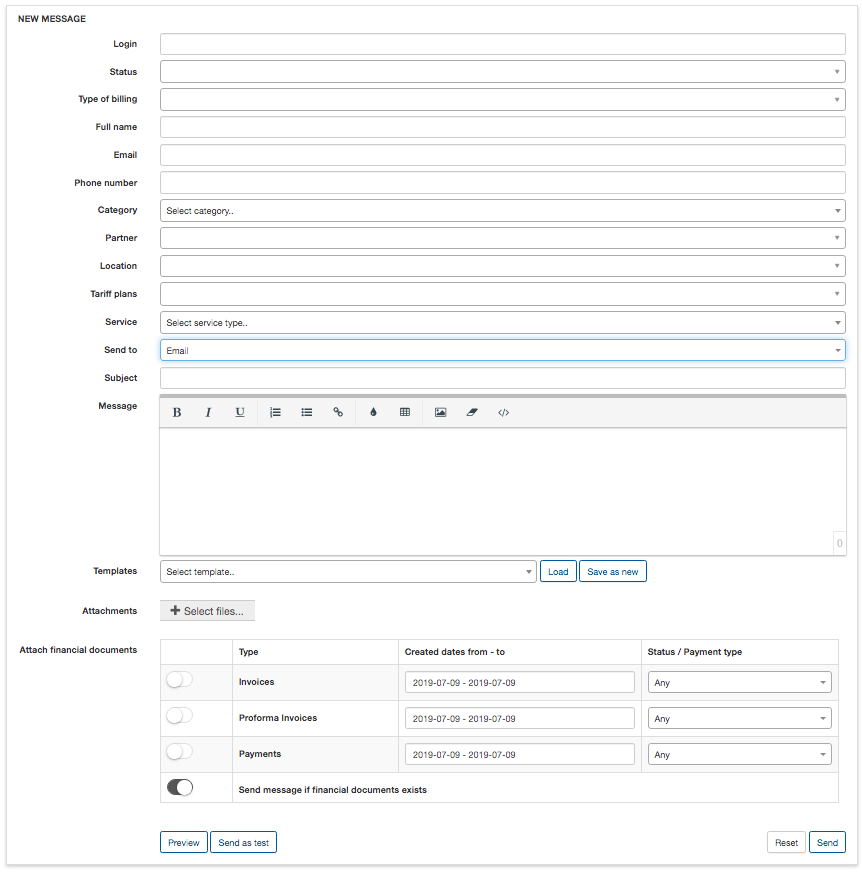 NEW MESSAGE
Login
Status
Type of billing
Full name
Email
Phone number
Category Select category..
Partner
Location
Tariff plans
Service Select service type..
Send to Email
Subject
Message B I U
0
Templates Select template.. Load Save as new
Attachments Select files...
Attach financial documents Type Created dates from - to Status / Payment type
Invoices 2019-07-09 - 2019-07-09 Any
Proforma Invoices 2019-07-09 - 2019-07-09 Any
Payments 2019-07-09 - 2019-07-09 Any
Send message if financial documents exists
Preview Send as test Reset Send